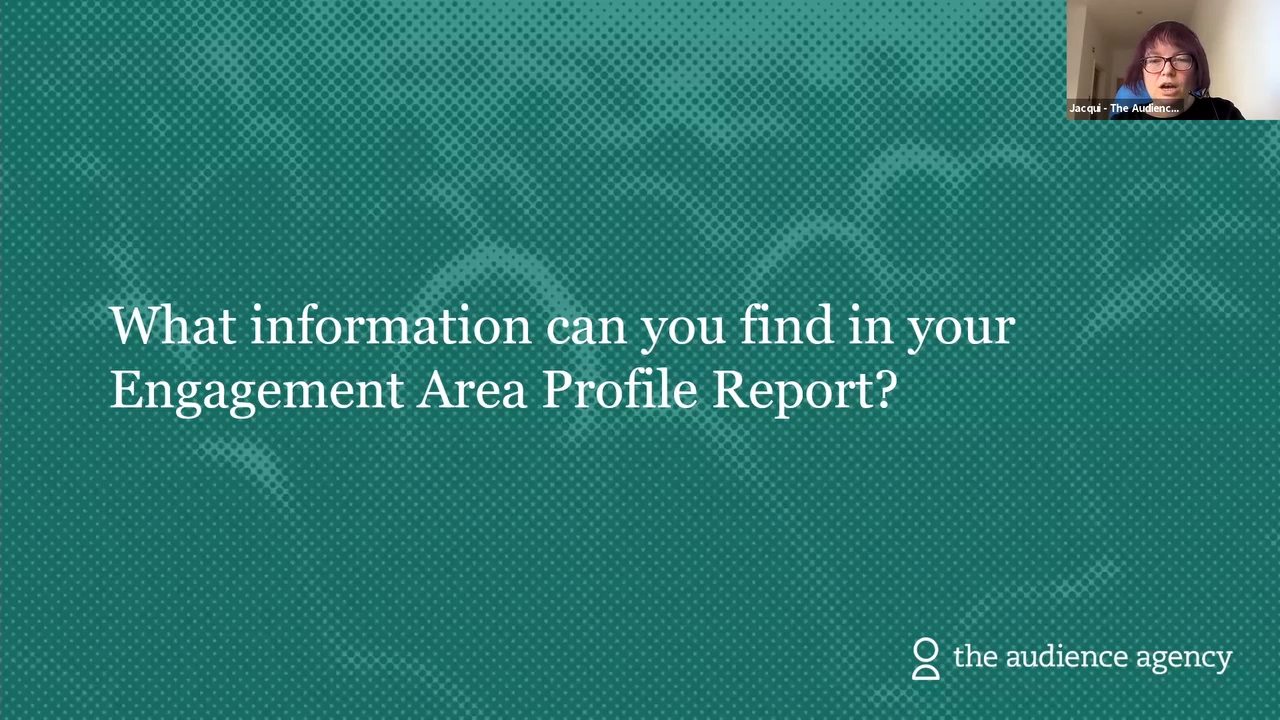 Jacqui - The Audienc...
What information can you find in your
Engagement Area Profile Report?
the audience agency